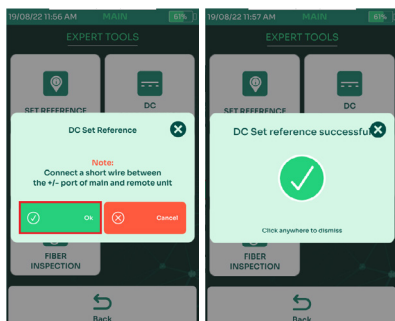 19/08/22 11:56 AM MAIN 61%
EXPERT TOOLS
SET REFERENCE
DC
DC Set Reference
Note:
Connect a short wire between
the +/- port of main and remote unit
Ok
Cancel
FIBER
INSPECTION
Back
19/08/22 11:57 AM MAIN 61%
EXPERT TOOLS
SET REFERENCE
DC
DC Set reference successful
Click anywhere to dismiss
FIBER
INSPECTION
Back